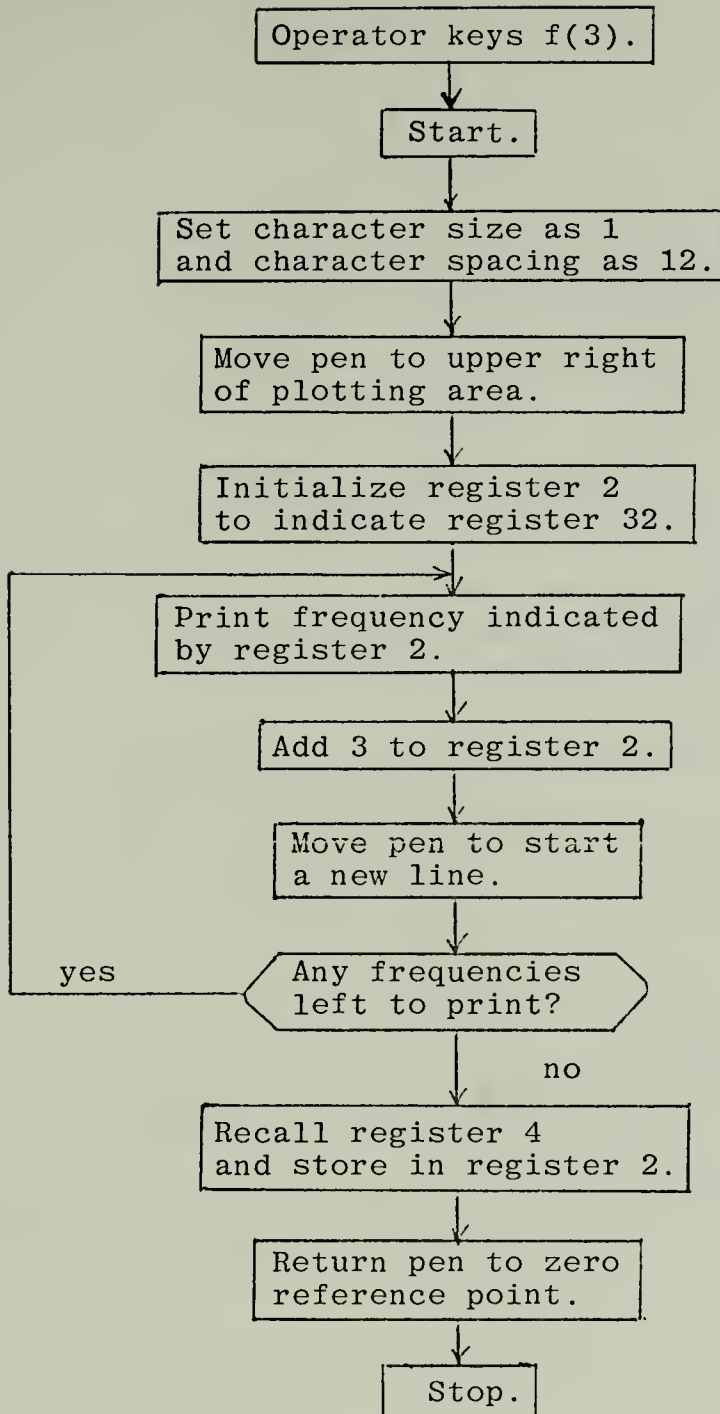 Operator keys f(3).
Start.
Set character size as 1
and character spacing as 12.
Move pen to upper right
of plotting area.
Initialize register 2
to indicate register 32.
Print frequency indicated
by register 2.
Add 3 to register 2.
Move pen to start
a new line.
yes
Any frequencies
left to print?
no
Recall register 4
and store in register 2.
Return pen to zero
reference point.
Stop.